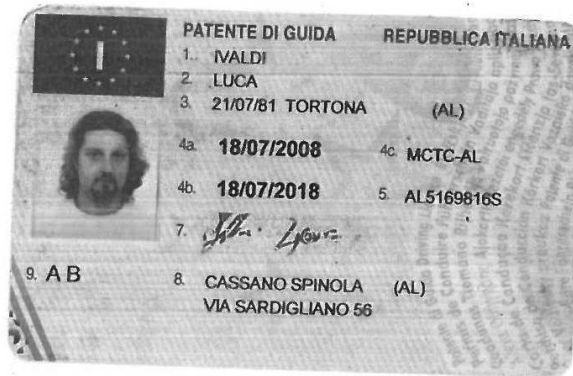 PATENTE DI GUIDA REPUBBLICA ITALIANA
1. IVALDI
2. LUCA
3. 21/07/81 TORTONA (AL)
4a. 18/07/2008 4c. MCTC-AL
4b. 18/07/2018 5. AL5169816S
7.
9. A B 8. CASSANO SPINOLA (AL)
VIA SARDIGLIANO 56